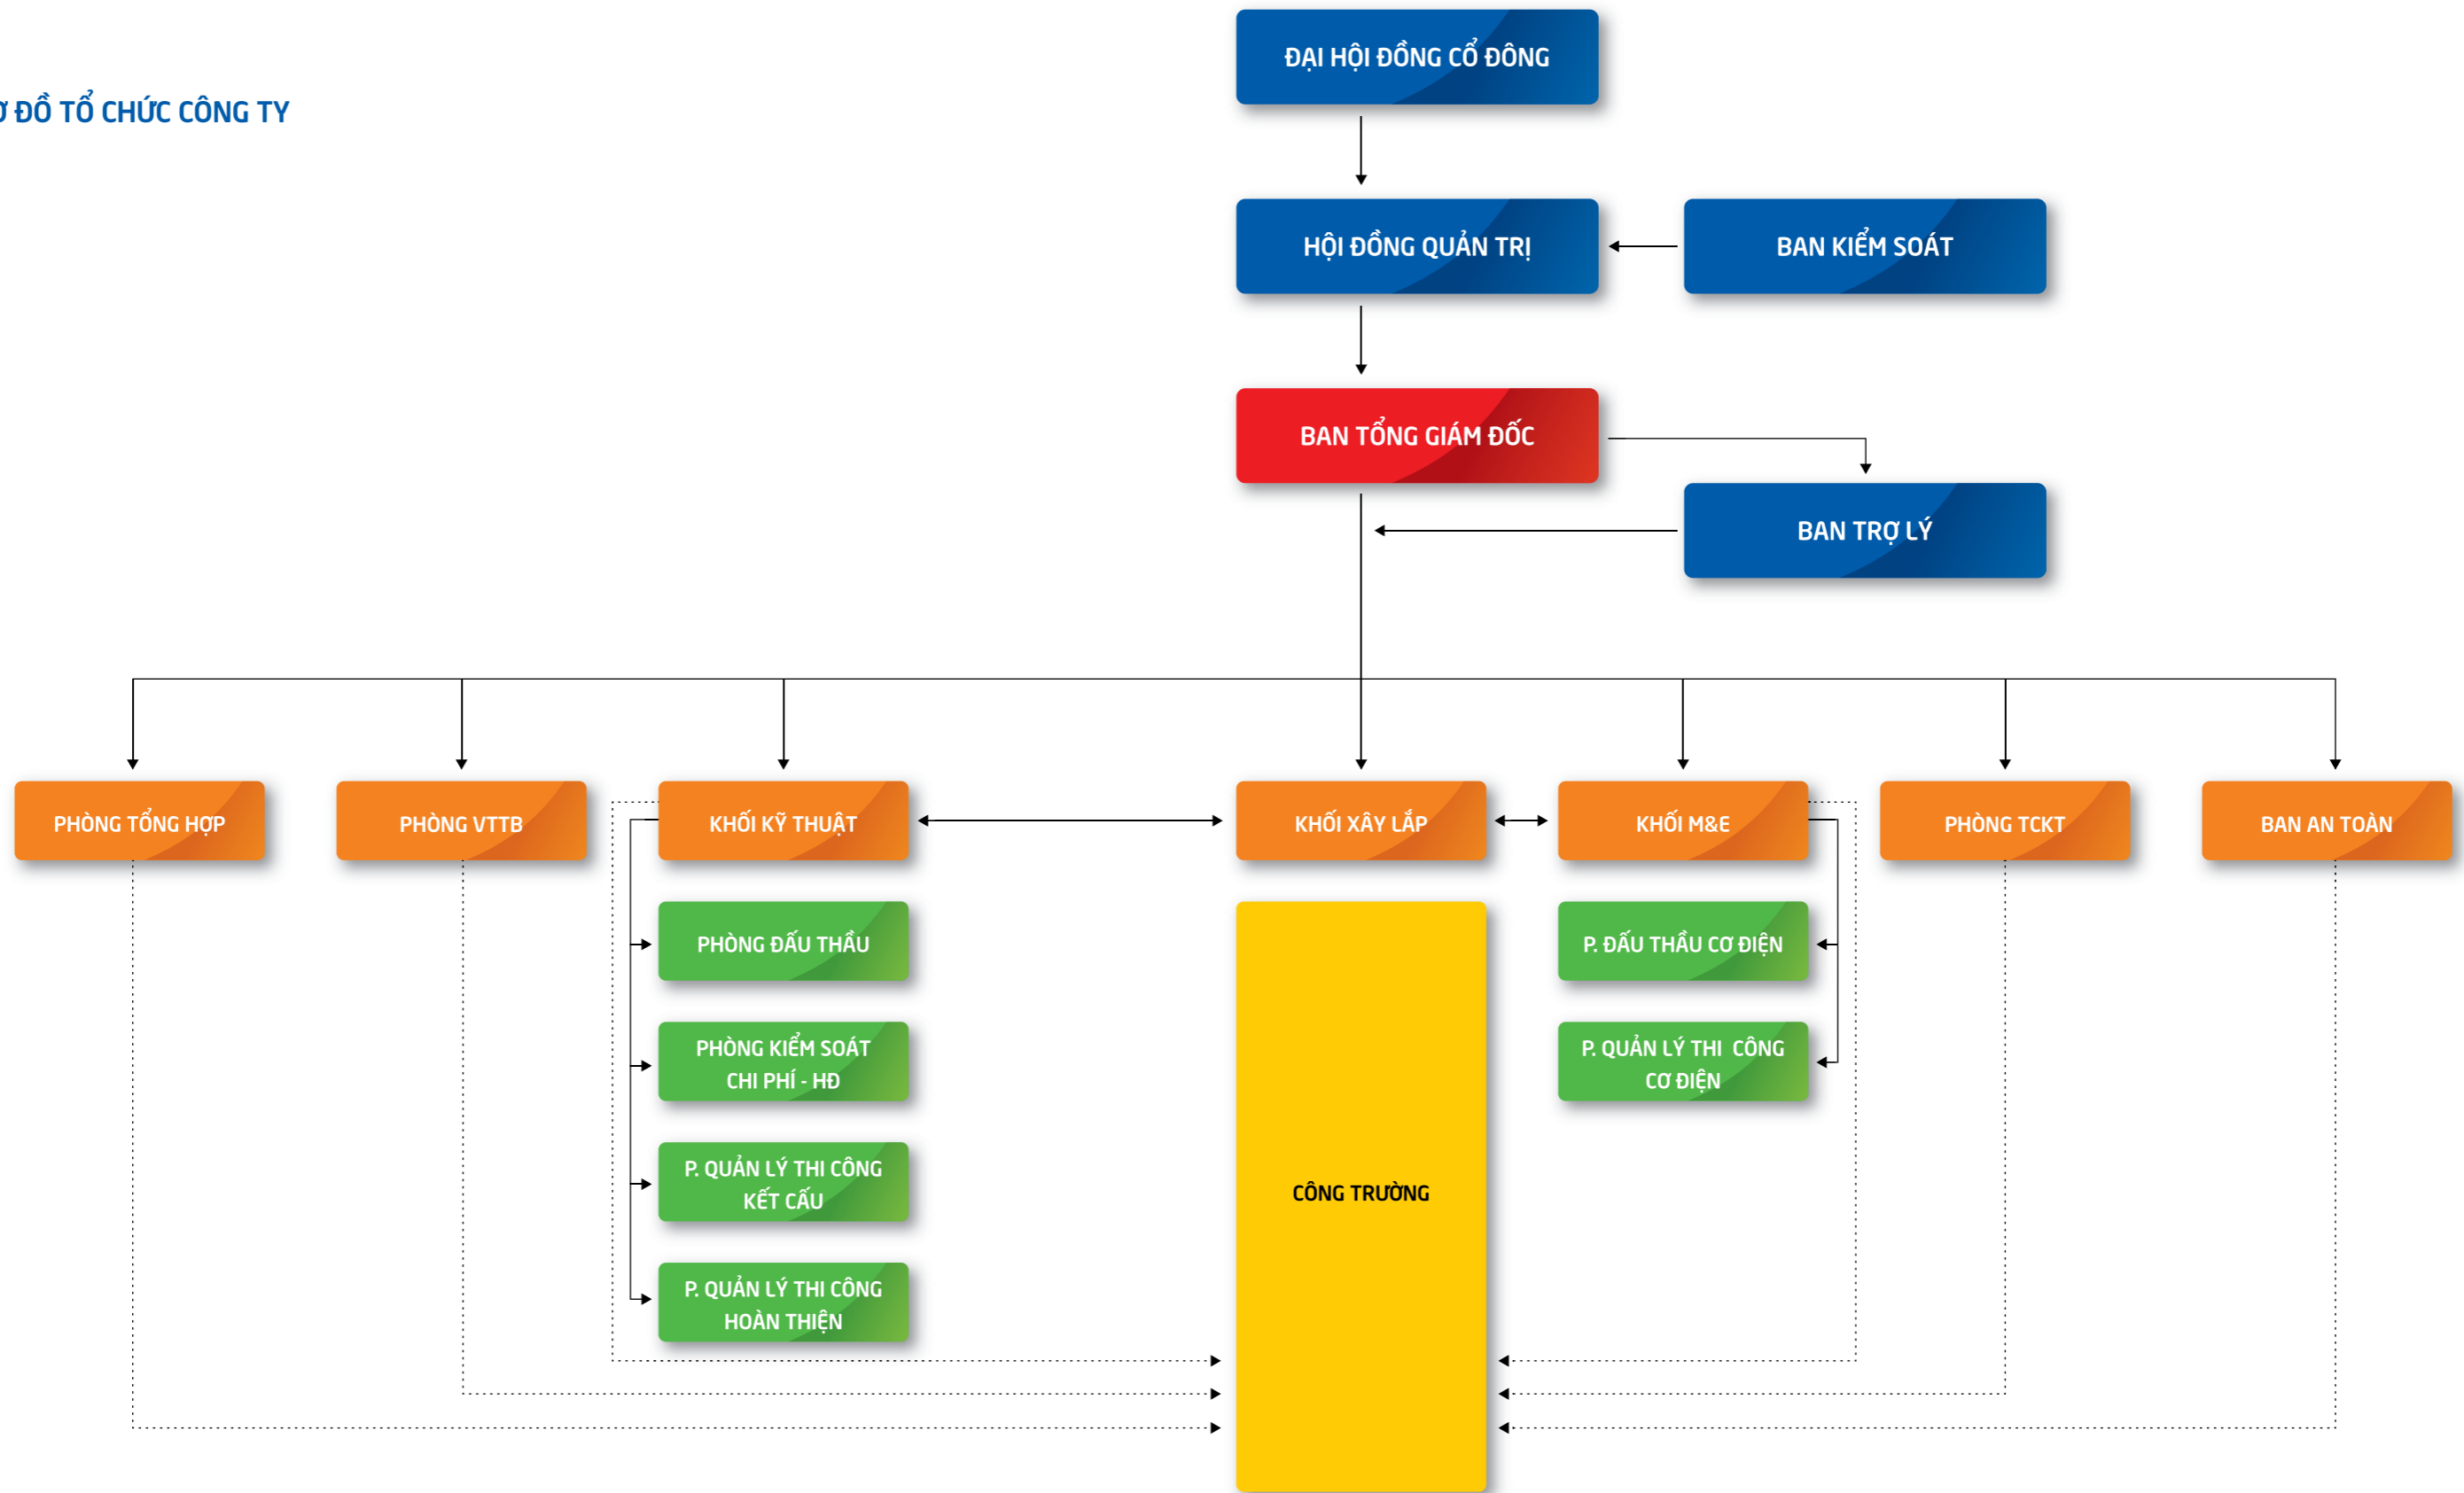 ĐẠI HỘI ĐỒNG CỔ ĐÔNG
ĐỒ TỔ CHỨC CÔNG TY
HỘI ĐỒNG QUẢN TRỊ
BAN KIỂM SOÁT
BAN TỔNG GIÁM ĐỐC
BAN TRỢ LÝ
PHÒNG TỔNG HỢP
PHÒNG VTTB
KHỐI KỸ THUẬT
KHỐI XÂY LẮP
KHỐI M&E
PHÒNG TCKT
BAN AN TOÀN
PHÒNG ĐẤU THẦU
P. ĐẤU THẦU CƠ ĐIỆN
PHÒNG KIỂM SOÁT
CHI PHÍ - HĐ
P. QUẢN LÝ THI CÔNG
CƠ ĐIỆN
P. QUẢN LÝ THI CÔNG
KẾT CẤU
CÔNG TRƯỜNG
P. QUẢN LÝ THI CÔNG
HOÀN THIỆN